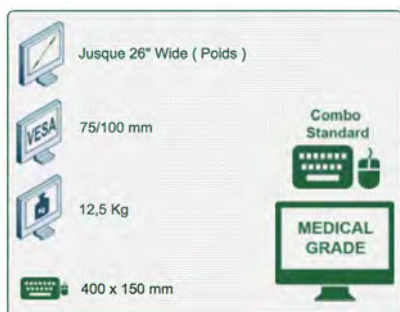 Jusque 26" Wide ( Poids )
VESA
75/100 mm
12,5 Kg
400 x 150 mm
Combo
Standard
MEDICAL
GRADE